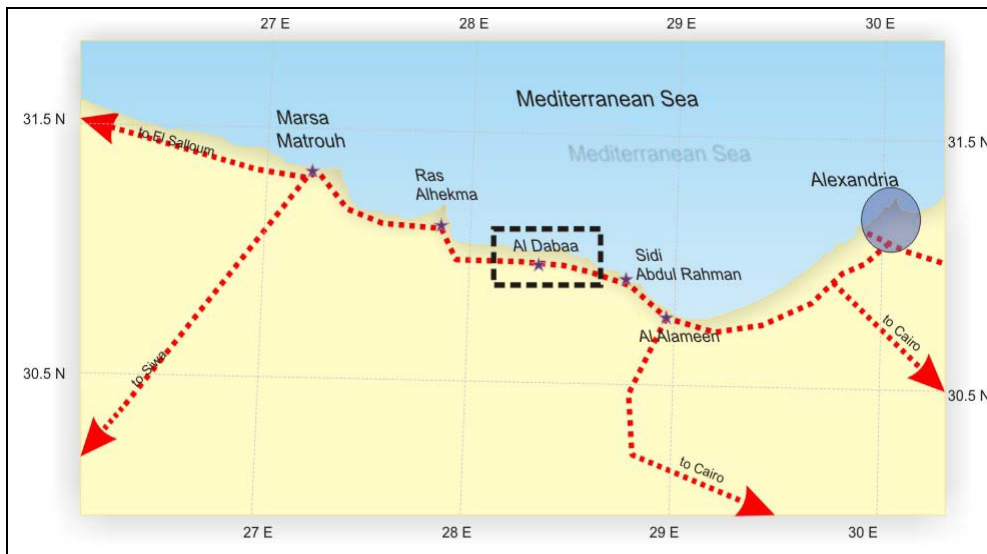 27 E
28 E
29 E
30 E
Mediterranean Sea
Mediterranean Sea
31.5 N
31.5 N
to El Salloum
Marsa
Matrouh
Ras
Alhekma
Alexandria
Al Dabaa
Sidi
Abdul Rahman
Al Alameen
to Siwa
to Cairo
to Cairo
30.5 N
30.5 N
27 E
28 E
29 E
30 E